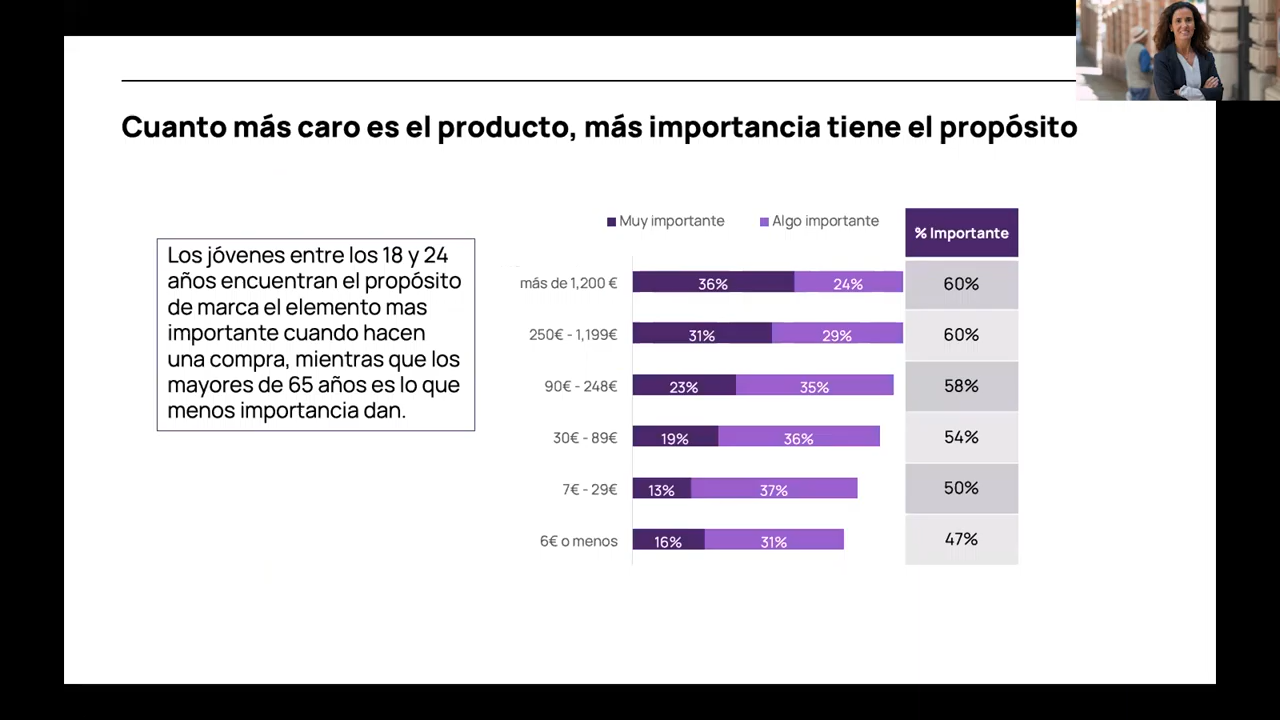 Cuanto más caro es el producto, más importancia tiene el propósito
Los jóvenes entre los 18 y 24
años encuentran el propósito
de marca el elemento mas
importante cuando hacen
una compra, mientras que los
mayores de 65 años es lo que
menos importancia dan.
Muy importante Algo importante % Importante
más de 1,200 € 36% 24% 60%
250€ - 1,199€ 31% 29% 60%
90€ - 248€ 23% 35% 58%
30€ - 89€ 19% 36% 54%
7€ - 29€ 13% 37% 50%
6€ o menos 16% 31% 47%